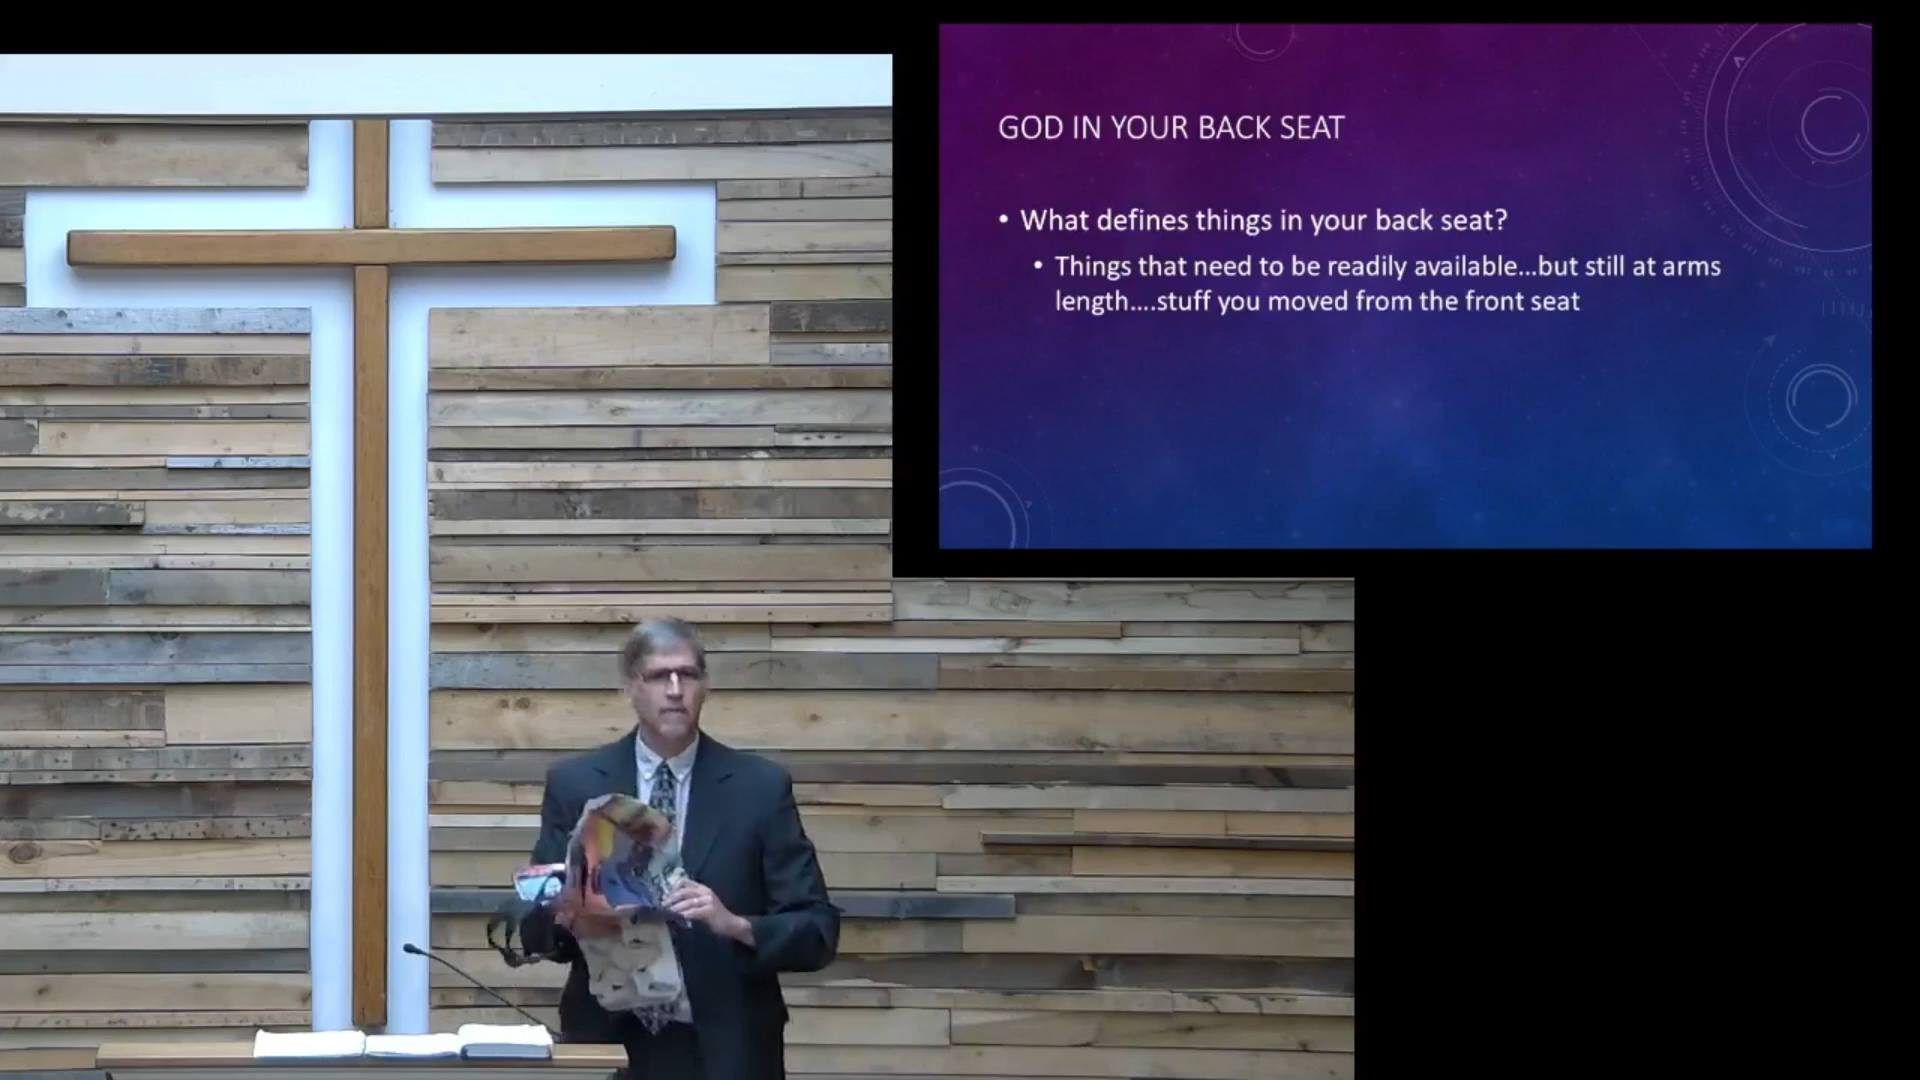 GOD IN YOUR BACK SEAT
• What defines things in your back seat?
• Things that need to be readily available...but still at arms
length....stuff you moved from the front seat